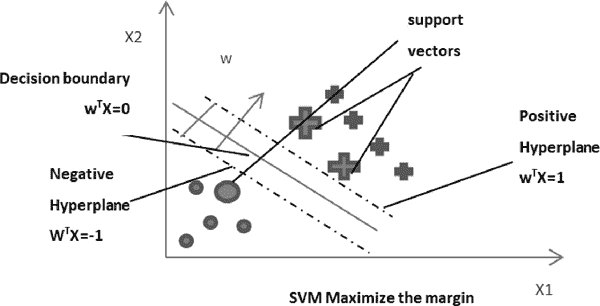 X2
w
support
vectors
Decision boundary
wᵀX=0
Positive
Hyperplane
wᵀX=1
Negative
Hyperplane
WᵀX=-1
X1
SVM Maximize the margin